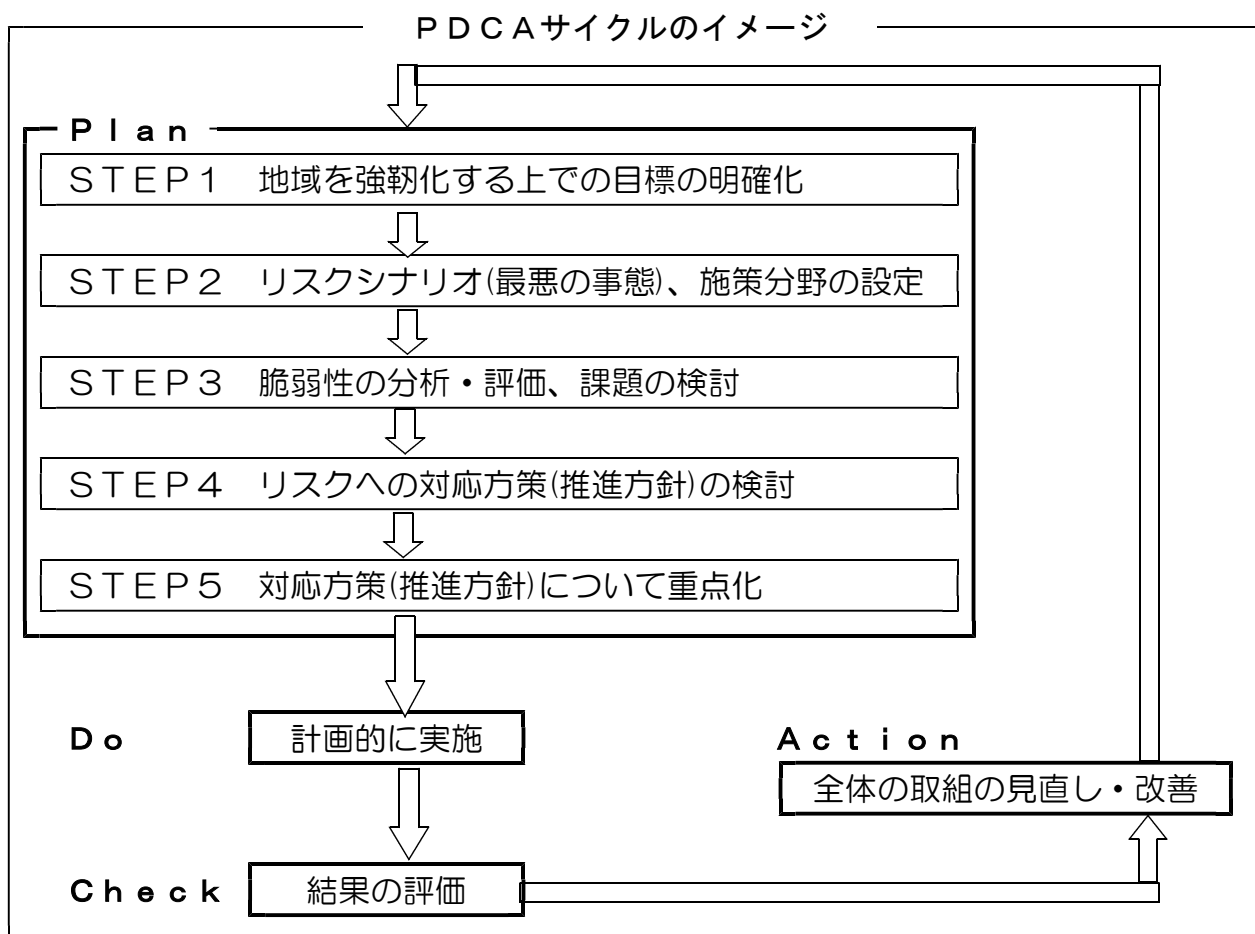 PDCAサイクルのイメージ
Plan
STEP1 地域を強靭化する上での目標の明確化
STEP2 リスクシナリオ(最悪の事態)、施策分野の設定
STEP3 脆弱性の分析・評価、課題の検討
STEP4 リスクへの対応方策(推進方針)の検討
STEP5 対応方策(推進方針)について重点化
Do 計画的に実施
Action
全体の取組の見直し・改善
Check 結果の評価